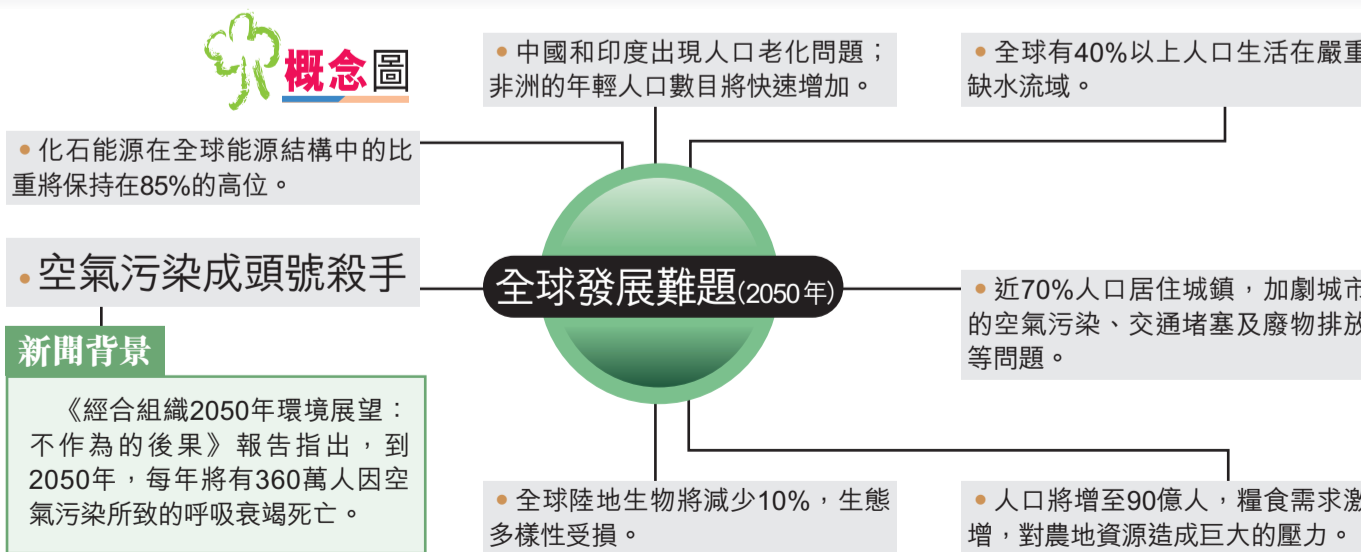 概念圖
• 中國和印度出現人口老化問題；
非洲的年輕人口數目將快速增加。
• 全球有40%以上人口生活在嚴重
缺水流域。
• 化石能源在全球能源結構中的比
重將保持在85%的高位。
• 空氣污染成頭號殺手
全球發展難題(2050年)
• 近70%人口居住城鎮，加劇城市
的空氣污染、交通堵塞及廢物排放
等問題。
新聞背景
《經合組織2050年環境展望：
不作為的後果》報告指出，到
2050年，每年將有360萬人因空
氣污染所致的呼吸衰竭死亡。
• 全球陸地生物將減少10%，生態
多樣性受損。
• 人口將增至90億人，糧食需求激
增，對農地資源造成巨大的壓力。